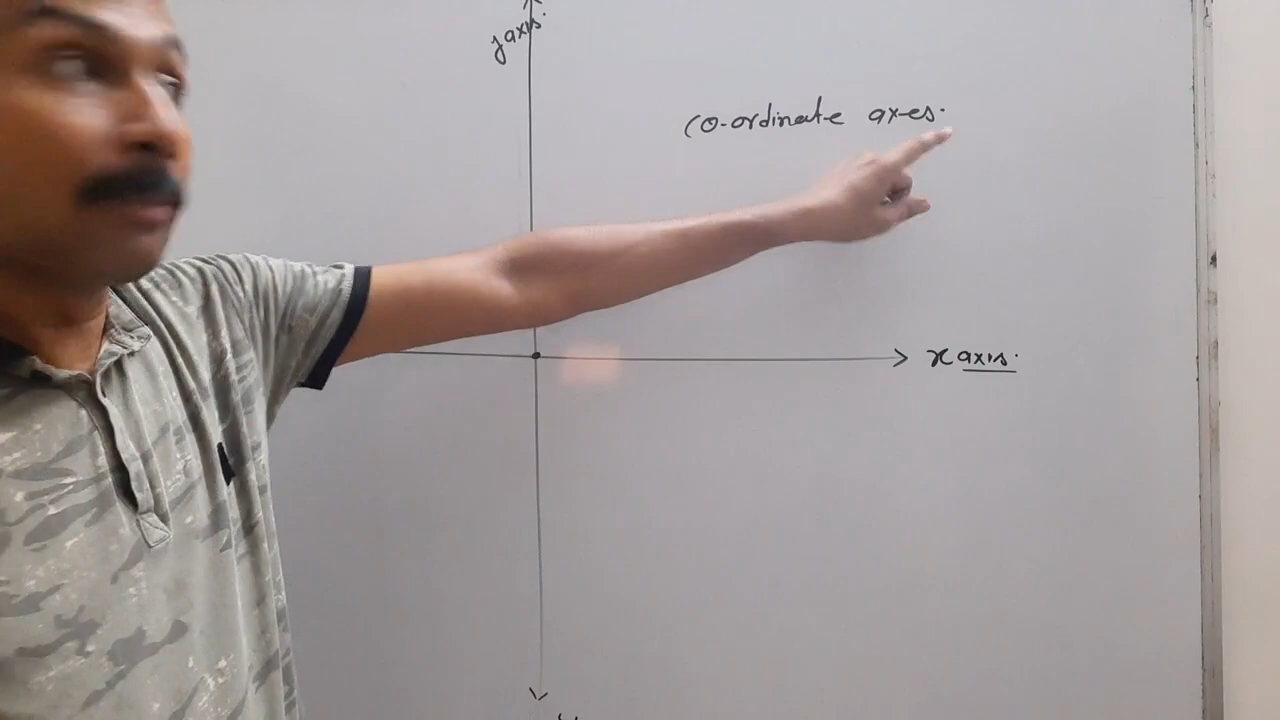 y axis.
Co-ordinate axes.
x axis.